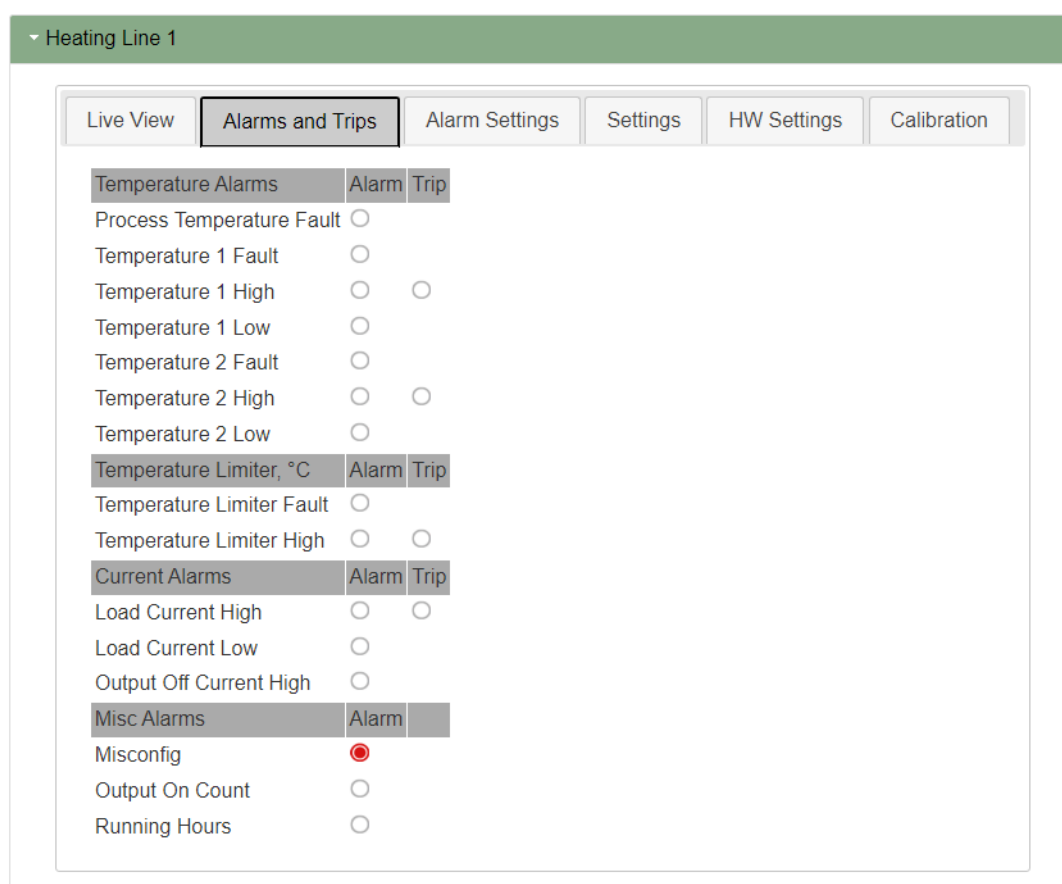 Heating Line 1
Live View Alarms and Trips Alarm Settings Settings HW Settings Calibration
Temperature Alarms Alarm Trip
Process Temperature Fault
Temperature 1 Fault
Temperature 1 High
Temperature 1 Low
Temperature 2 Fault
Temperature 2 High
Temperature 2 Low
Temperature Limiter, °C Alarm Trip
Temperature Limiter Fault
Temperature Limiter High
Current Alarms Alarm Trip
Load Current High
Load Current Low
Output Off Current High
Misc Alarms Alarm
Misconfig
Output On Count
Running Hours